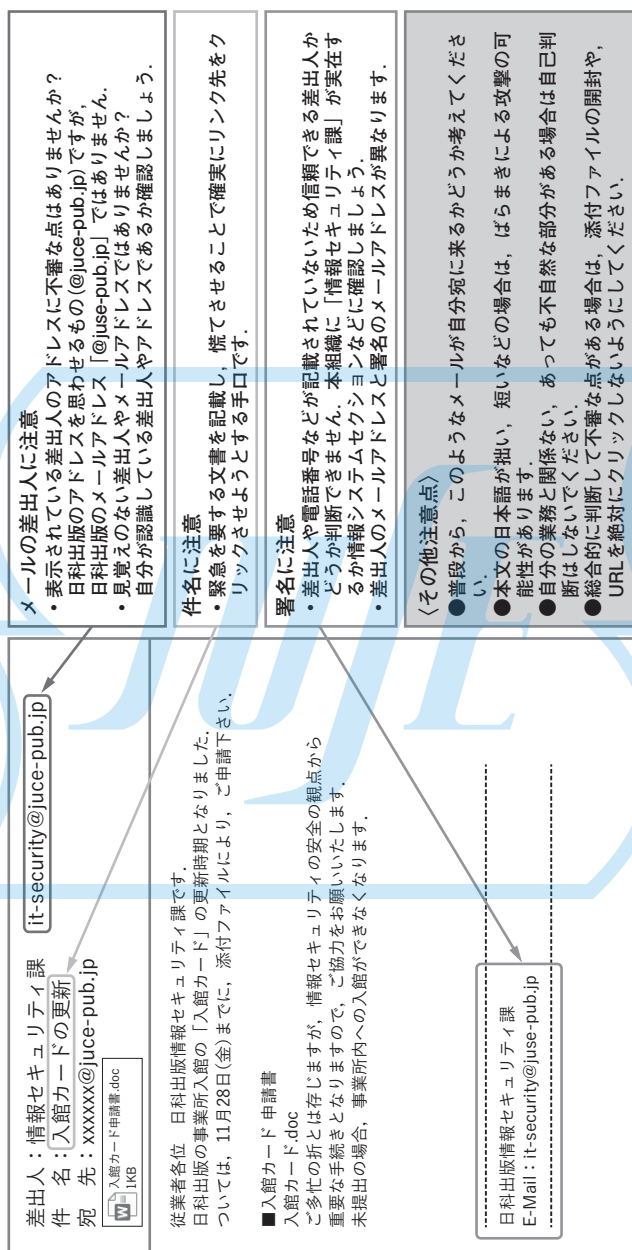 差出人：情報セキュリティ課 it-security@juce-pub.jp
件　名：入館カードの更新
宛　先：xxxxxx@juce-pub.jp
入館カード申請書.doc
1KB
従業者各位　日科出版情報セキュリティ課です．
日科出版の事業所入館の「入館カード」の更新時期となりました．
ついては，11月28日(金)までに，添付ファイルにより，ご申請下さい．
■入館カード 申請書
入館カード.doc
ご多忙の折とは存じますが，情報セキュリティの安全の観点から
重要な手続きとなりますので，ご協力をお願いいたします．
未提出の場合，事業所内への入館ができなくなります．
日科出版情報セキュリティ課
E-Mail：it-security@juse-pub.jp
メールの差出人に注意
・表示されている差出人のアドレスに不審な点はありませんか？
日科出版のアドレスを思わせるもの(@juce-pub.jp)ですが，
日科出版のメールアドレス「@juse-pub.jp」ではありません．
・見覚えのない差出人やメールアドレスではありませんか？
自分が認識している差出人やアドレスであるか確認しましょう．
件名に注意
・緊急を要する文書を記載し，慌てさせることで確実にリンク先をク
リックさせようとする手口です．
署名に注意
・差出人や電話番号などが記載されていないため信頼できる差出人か
どうか判断できません．本組織に「情報セキュリティ課」が実在す
るか情報システムセクションなどに確認しましょう．
・差出人のメールアドレスと署名のメールアドレスが異なります．
〈その他注意点〉
●普段から，このようなメールが自分宛に来るかどうか考えてくださ
い．
●本文の日本語が拙い，短いなどの場合は，ばらまきによる攻撃の可
能性があります．
●自分の業務と関係ない，あっても不自然な部分がある場合は自己判
断はしないでください．
●総合的に判断して不審な点がある場合は，添付ファイルの開封や，
URLを絶対にクリックしないようにしてください．
JUSE